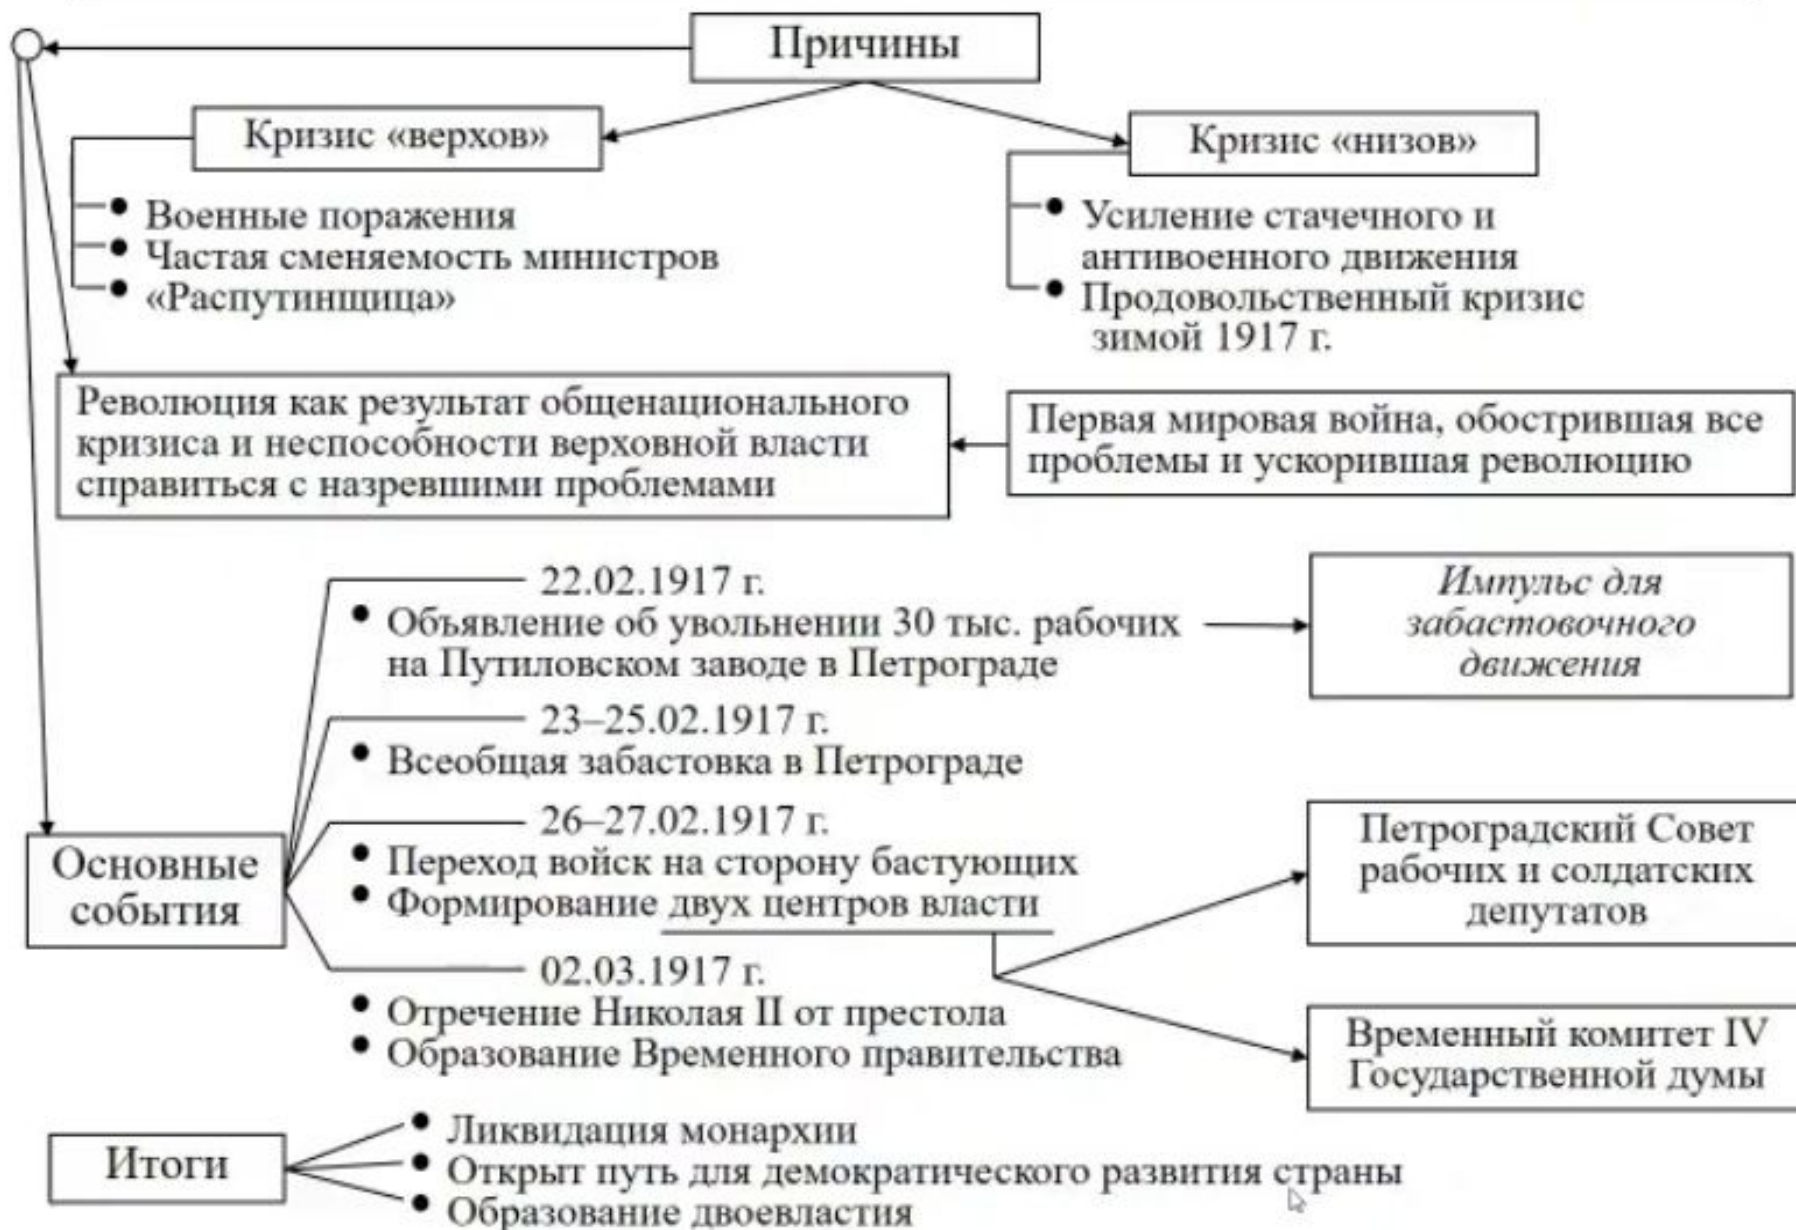 Причины
Кризис «верхов»
Военные поражения
Частая сменяемость министров
«Распутинщица»
Кризис «низов»
Усиление стачечного и
антивоенного движения
Продовольственный кризис
зимой 1917 г.
Революция как результат общенационального
кризиса и неспособности верховной власти
справиться с назревшими проблемами
Первая мировая война, обострившая все
проблемы и ускорившая революцию
Основные
события
22.02.1917 г.
Объявление об увольнении 30 тыс. рабочих
на Путиловском заводе в Петрограде
Импульс для
забастовочного
движения
23–25.02.1917 г.
Всеобщая забастовка в Петрограде
26–27.02.1917 г.
Переход войск на сторону бастующих
Формирование двух центров власти
Петроградский Совет
рабочих и солдатских
депутатов
Временный комитет IV
Государственной думы
02.03.1917 г.
Отречение Николая II от престола
Образование Временного правительства
Итоги
Ликвидация монархии
Открыт путь для демократического развития страны
Образование двоевластия